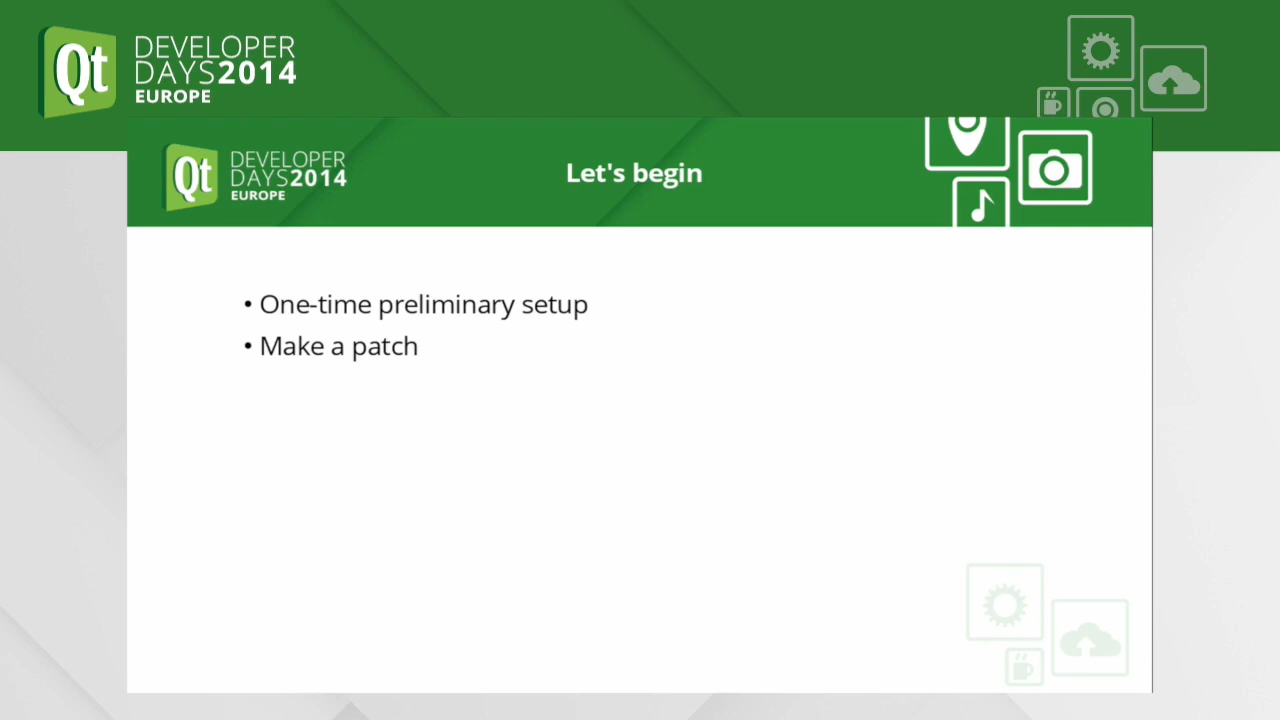 Qt
DEVELOPER
DAYS2014
EUROPE
Qt
DEVELOPER
DAYS2014
EUROPE
Let's begin
• One-time preliminary setup
• Make a patch